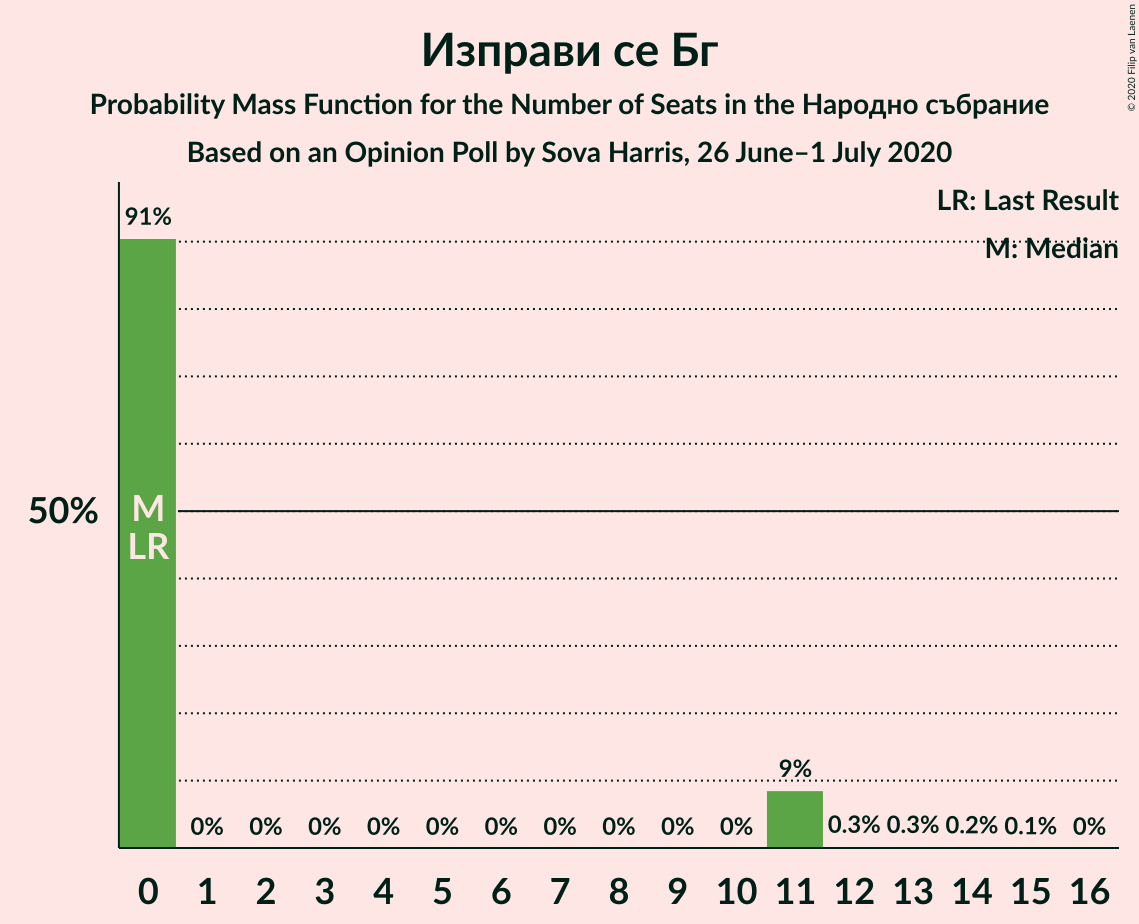 Изправи се Бг
Probability Mass Function for the Number of Seats in the Народно събрание
Based on an Opinion Poll by Sova Harris, 26 June–1 July 2020
© 2020 Filip van Laenen
LR: Last Result
M: Median
91%
50%
M
LR
9%
0% 0% 0% 0% 0% 0% 0% 0% 0% 0% 0.3% 0.3% 0.2% 0.1% 0%
0 1 2 3 4 5 6 7 8 9 10 11 12 13 14 15 16